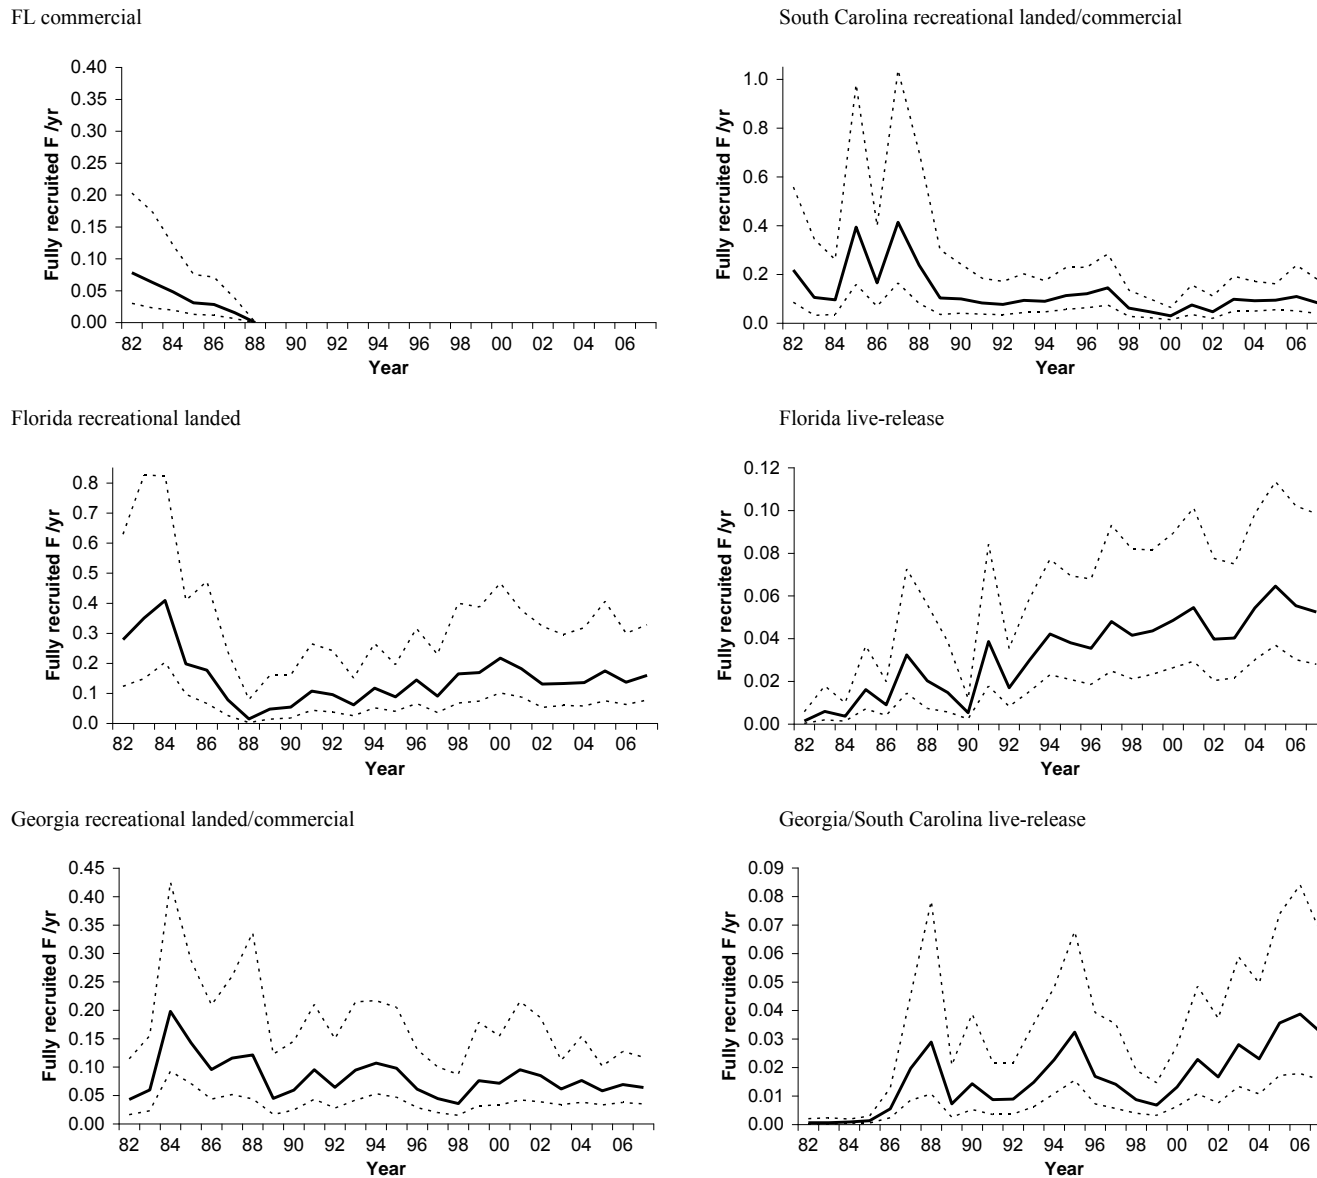 FL commercial
0.40
0.35
0.30
0.25
0.20
0.15
0.10
0.05
0.00
Fully recruited F /yr
82 84 86 88 90 92 94 96 98 00 02 04 06
Year
South Carolina recreational landed/commercial
1.0
0.8
0.6
0.4
0.2
0.0
Fully recruited F /yr
82 84 86 88 90 92 94 96 98 00 02 04 06
Year
Florida recreational landed
0.8
0.7
0.6
0.5
0.4
0.3
0.2
0.1
0.0
Fully recruited F /yr
82 84 86 88 90 92 94 96 98 00 02 04 06
Year
Florida live-release
0.12
0.10
0.08
0.06
0.04
0.02
0.00
Fully recruited F /yr
82 84 86 88 90 92 94 96 98 00 02 04 06
Year
Georgia recreational landed/commercial
0.45
0.40
0.35
0.30
0.25
0.20
0.15
0.10
0.05
0.00
Fully recruited F /yr
82 84 86 88 90 92 94 96 98 00 02 04 06
Year
Georgia/South Carolina live-release
0.09
0.08
0.07
0.06
0.05
0.04
0.03
0.02
0.01
0.00
Fully recruited F /yr
82 84 86 88 90 92 94 96 98 00 02 04 06
Year